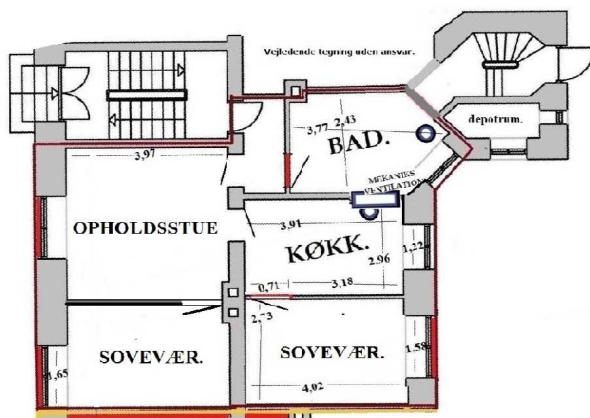 Vejledende tegning uden ansvar.
depotrum.
3,77 2,43
BAD.
3,97
MEKANISK
VENTILATION
OPHOLDSSTUE
3,91
KØKK.
1,22
2.96
0,71
3,18
2,73
SOVEVÆR.
SOVEVÆR.
1.58
1,65
4,02